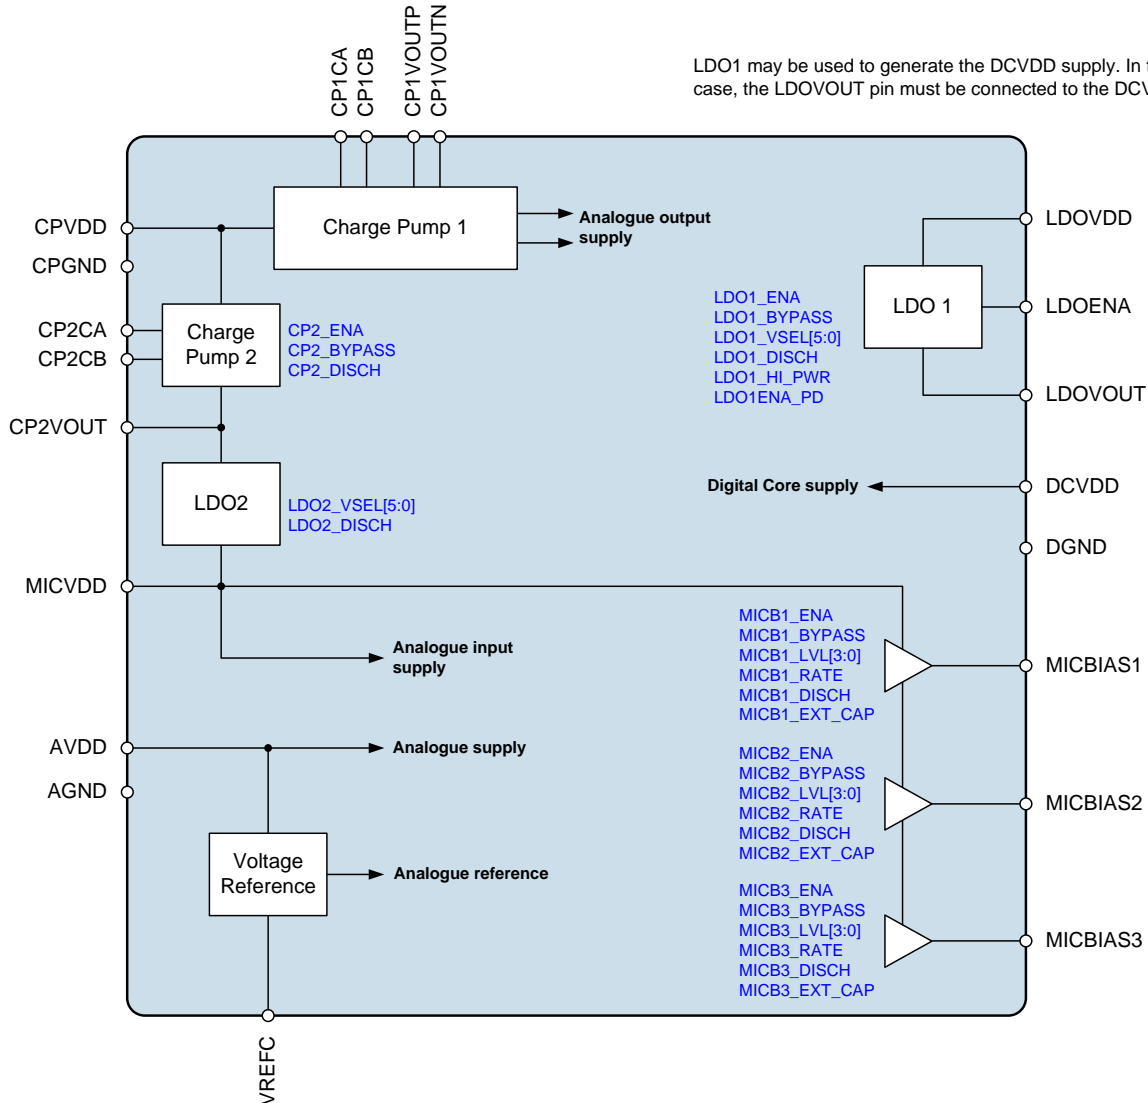 CP1CA
CP1CB
CP1VOUTP
CP1VOUTN
LDO1 may be used to generate the DCVDD supply. In
case, the LDOVOUT pin must be connected to the
CPVDD
CPGND
CP2CA
CP2CB
CP2VOUT
MICVDD
AVDD
AGND
Charge Pump 1
Analogue output
supply
Charge
Pump 2
CP2_ENA
CP2_BYPASS
CP2_DISCH
LDO2
LDO2_VSEL[5:0]
LDO2_DISCH
Analogue input
supply
Analogue supply
Voltage
Reference
Analogue reference
VREFC
LDO1_ENA
LDO1_BYPASS
LDO1_VSEL[5:0]
LDO1_DISCH
LDO1_HI_PWR
LDO1ENA_PD
LDO 1
LDOVDD
LDOENA
LDOVOUT
Digital Core supply
DCVDD
DGND
MICB1_ENA
MICB1_BYPASS
MICB1_LVL[3:0]
MICB1_RATE
MICB1_DISCH
MICB1_EXT_CAP
MICBIAS1
MICB2_ENA
MICB2_BYPASS
MICB2_LVL[3:0]
MICB2_RATE
MICB2_DISCH
MICB2_EXT_CAP
MICBIAS2
MICB3_ENA
MICB3_BYPASS
MICB3_LVL[3:0]
MICB3_RATE
MICB3_DISCH
MICB3_EXT_CAP
MICBIAS3